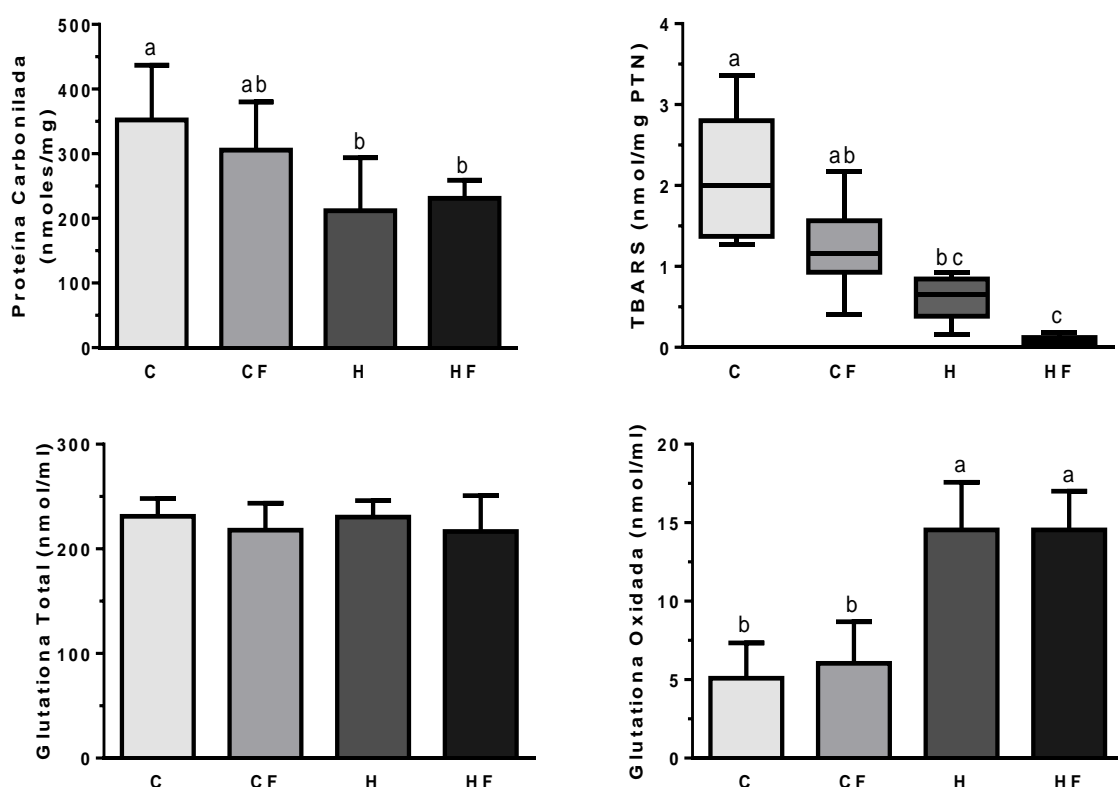 Proteína Carbonilada
(nmoles/mg)
500
400
300
200
100
0
a
ab
b
b
C
CF
H
HF
TBARS (nmol/mg PTN)
4
3
2
1
0
a
ab
bc
c
C
CF
H
HF
Glutationa Total (nmol/ml)
300
200
100
0
C
CF
H
HF
Glutationa Oxidada (nmol/ml)
20
15
10
5
0
b
b
a
a
C
CF
H
HF